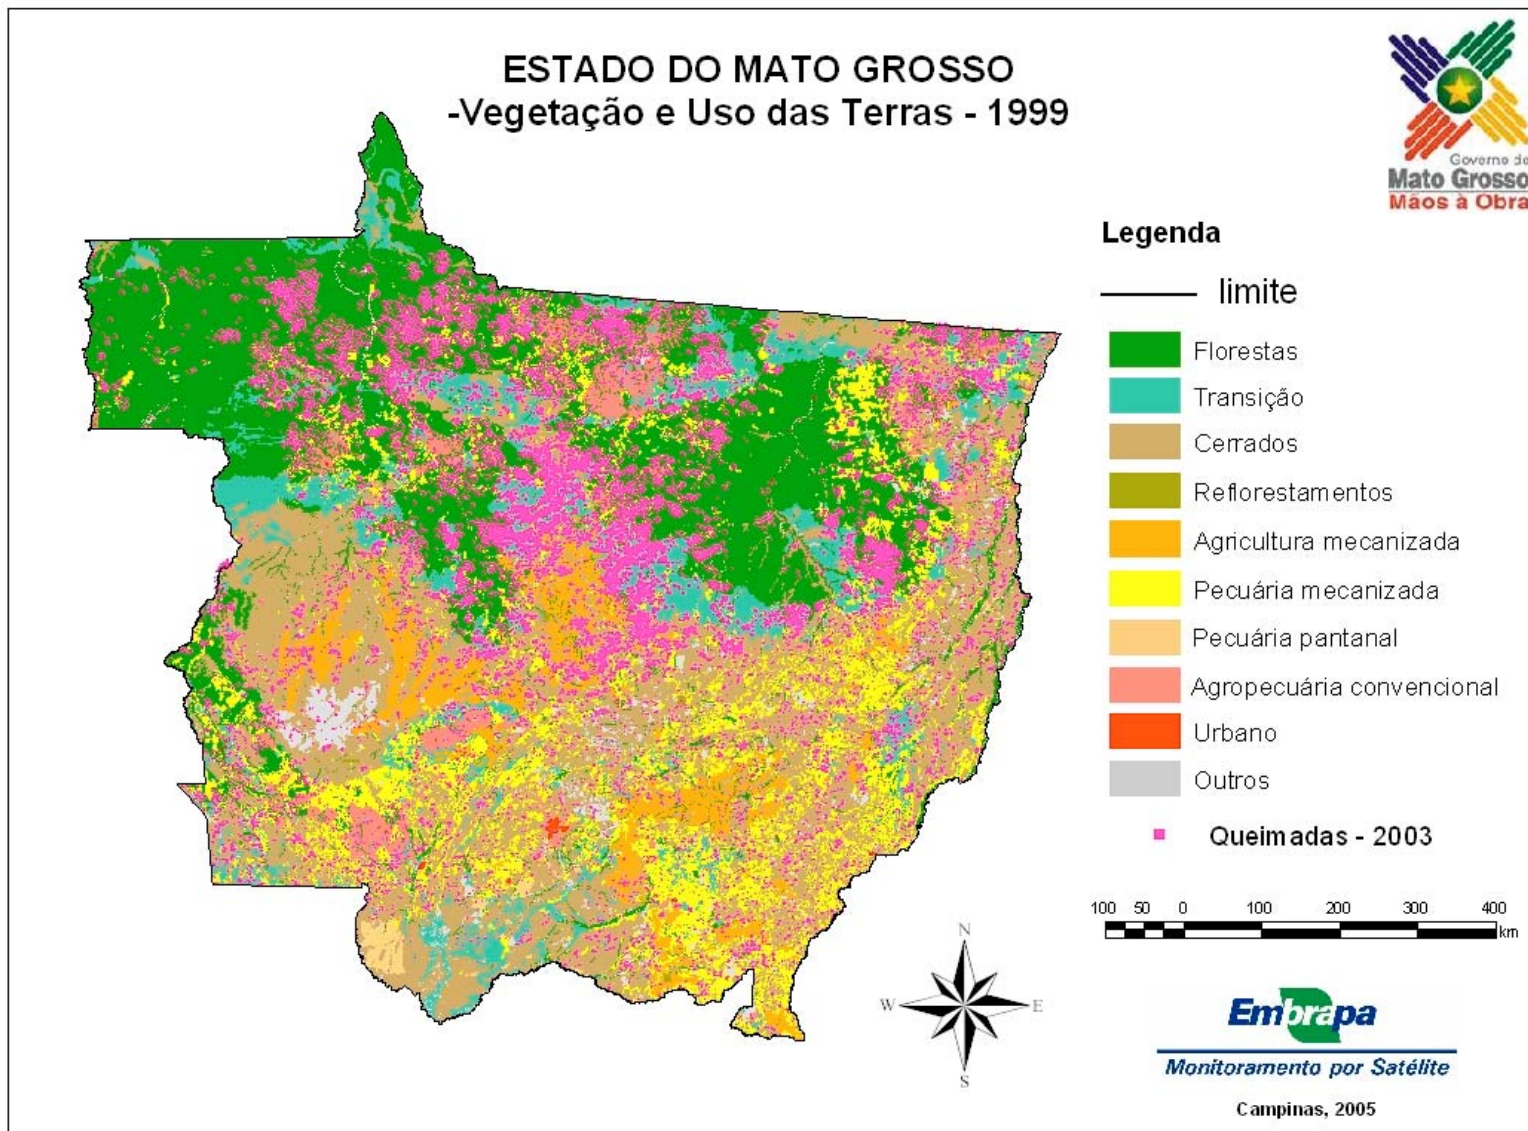 ESTADO DO MATO GROSSO
-Vegetação e Uso das Terras - 1999
Governo de
Mato Grosso
Mãos à Obra
Legenda
limite
Florestas
Transição
Cerrados
Reflorestamentos
Agricultura mecanizada
Pecuária mecanizada
Pecuária pantanal
Agropecuária convencional
Urbano
Outros
Queimadas - 2003
100 50 0 100 200 300 400
km
N
W E
S
Embrapa
Monitoramento por Satélite
Campinas, 2005